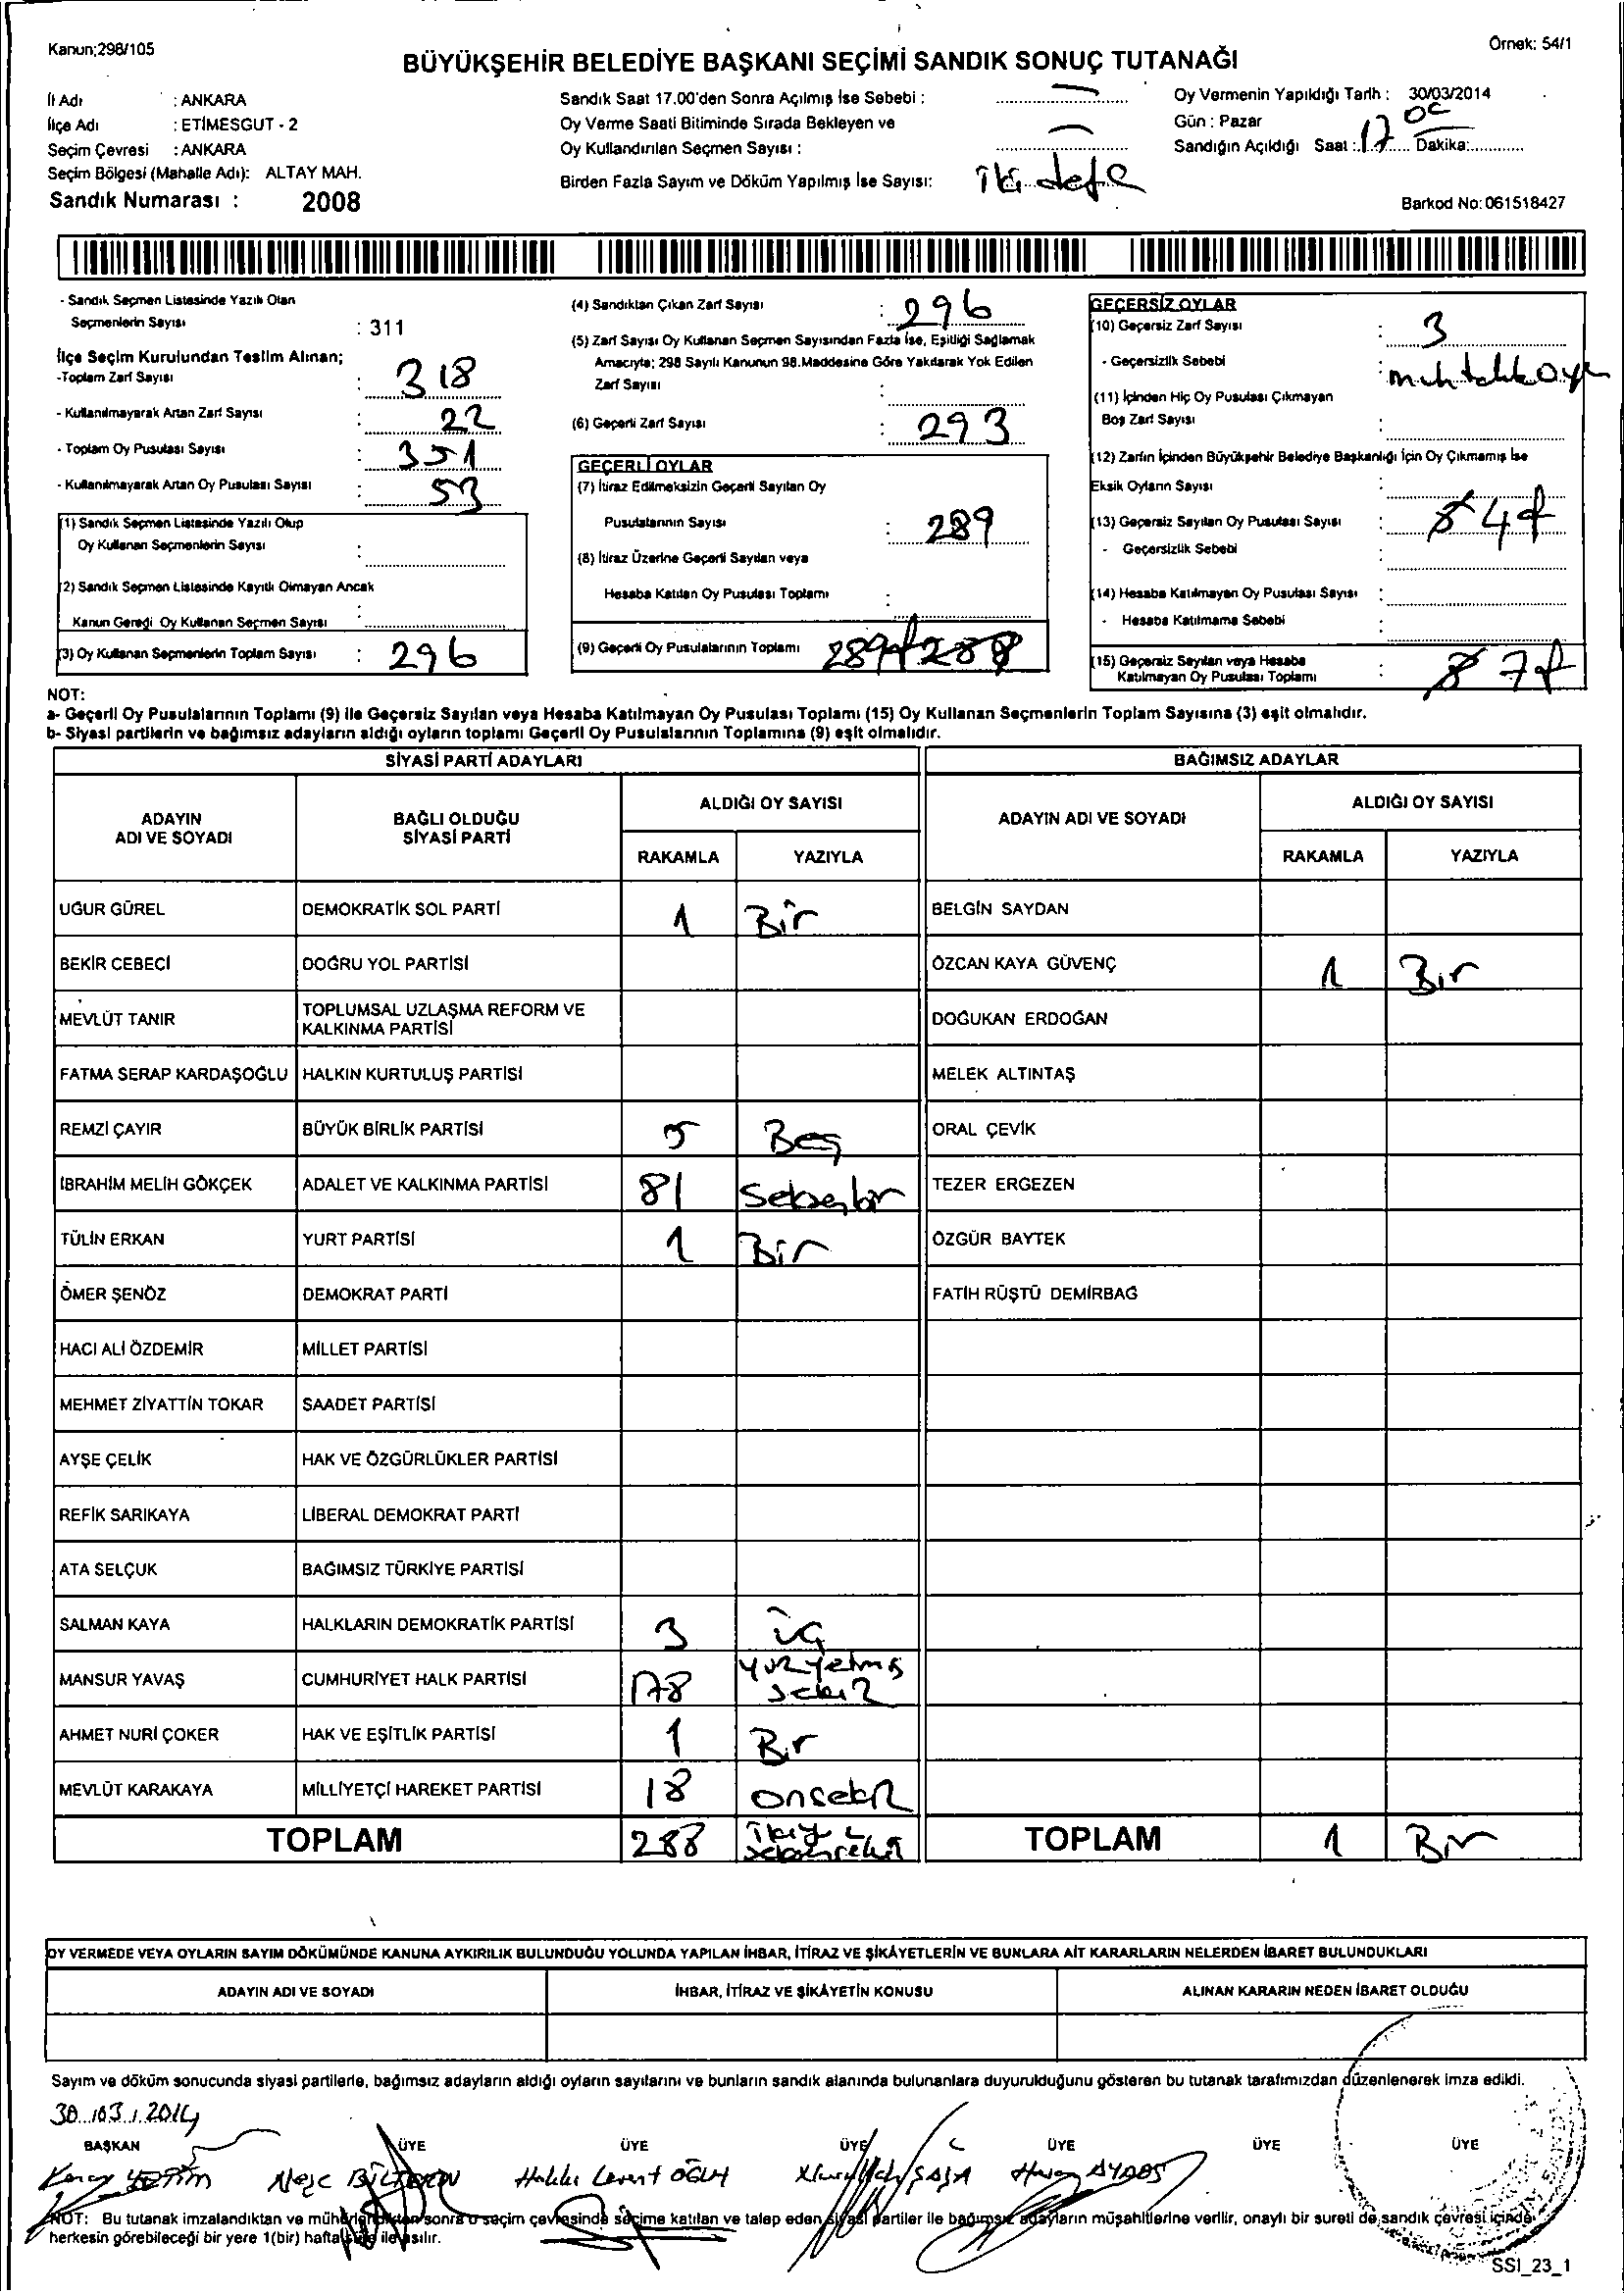 Kanun;298/105
Örnek: 54/1
BÜYÜKŞEHİR BELEDİYE BAŞKANI SEÇİMİ SANDIK SONUÇ TUTANAĞI
İl Adı : ANKARA
İlçe Adı : ETİMESGUT - 2
Seçim Çevresi : ANKARA
Seçim Bölgesi (Mahalle Adı): ALTAY MAH.
Sandık Numarası : 2008
Sandık Saat 17.00'den Sonra Açılmış İse Sebebi :
Oy Verme Saati Bitiminde Sırada Bekleyen ve
Oy Kullandırılan Seçmen Sayısı :
Birden Fazla Sayım ve Döküm Yapılmış İse Sayısı: iki defa
Oy Vermenin Yapıldığı Tarih : 30/03/2014
Gün : Pazar
Sandığın Açıldığı Saat : 17 Dakika: 00
Barkod No: 061518427
- Sandık Seçmen Listesinde Yazılı Olan
Seçmenlerin Sayısı : 311
İlçe Seçim Kurulundan Teslim Alınan;
-Toplam Zarf Sayısı : 318
- Kullanılmayarak Artan Zarf Sayısı : 22
- Toplam Oy Pusulası Sayısı : 351
- Kullanılmayarak Artan Oy Pusulası Sayısı : 53
(1) Sandık Seçmen Listesinde Yazılı Olup
Oy Kullanan Seçmenlerin Sayısı :
(2) Sandık Seçmen Listesinde Kayıtlı Olmayan Ancak
Kanun Geredi Oy Kullanan Seçmen Sayısı :
(3) Oy Kullanan Seçmenlerin Toplam Sayısı : 296
(4) Sandıktan Çıkan Zarf Sayısı : 296
(5) Zarf Sayısı Oy Kullanan Seçmen Sayısından Fazla İse, Eşitliği Sağlamak
Amacıyla; 298 Sayılı Kanunun 98.Maddesine Göre Yakılarak Yok Edilen
Zarf Sayısı :
(6) Geçerli Zarf Sayısı : 293
GEÇERLİ OYLAR
(7) İtiraz Edilmeksizin Geçerli Sayılan Oy
Pusulalarının Sayısı : 289
(8) İtiraz Üzerine Geçerli Sayılan veya
Hesaba Katılan Oy Pusulası Toplamı :
(9) Geçerli Oy Pusulalarının Toplamı 289 288
GEÇERSİZ OYLAR
(10) Geçersiz Zarf Sayısı : 3
- Geçersizlik Sebebi :
(11) İçinden Hiç Oy Pusulası Çıkmayan
Boş Zarf Sayısı :
(12) Zarfın İçinden Büyükşehir Belediye Başkanlığı İçin Oy Çıkmamış İse
Eksik Oyların Sayısı :
(13) Geçersiz Sayılan Oy Pusulası Sayısı : 8 4
- Geçersizlik Sebebi :
(14) Hesaba Katılmayan Oy Pusulası Sayısı :
- Hesaba Katılmama Sebebi :
(15) Geçersiz Sayılan veya Hesaba
Katılmayan Oy Pusulası Toplamı : 8 7
NOT:
a- Geçerli Oy Pusulalarının Toplamı (9) ile Geçersiz Sayılan veya Hesaba Katılmayan Oy Pusulası Toplamı (15) Oy Kullanan Seçmenlerin Toplam Sayısına (3) eşit olmalıdır.
b- Siyasi partilerin ve bağımsız adayların aldığı oyların toplamı Geçerli Oy Pusulalarının Toplamına (9) eşit olmalıdır.
SİYASİ PARTİ ADAYLARI
BAĞIMSIZ ADAYLAR
ADAYIN
ADI VE SOYADI
BAĞLI OLDUĞU
SİYASİ PARTİ
ALDIĞI OY SAYISI
RAKAMLA YAZIYLA
ADAYIN ADI VE SOYADI
ALDIĞI OY SAYISI
RAKAMLA YAZIYLA
UĞUR GÜREL DEMOKRATİK SOL PARTİ 1 Bir BELGİN SAYDAN
BEKİR CEBECİ DOĞRU YOL PARTİSİ ÖZCAN KAYA GÜVENÇ 1 Bir
MEVLÜT TANIR TOPLUMSAL UZLAŞMA REFORM VE
KALKINMA PARTİSİ DOĞUKAN ERDOĞAN
FATMA SERAP KARDAŞOĞLU HALKIN KURTULUŞ PARTİSİ MELEK ALTINTAŞ
REMZİ ÇAYIR BÜYÜK BİRLİK PARTİSİ 5 Beş ORAL ÇEVİK
İBRAHİM MELİH GÖKÇEK ADALET VE KALKINMA PARTİSİ 81 Seksenbir TEZER ERGEZEN
TÜLİN ERKAN YURT PARTİSİ 1 Bir ÖZGÜR BAYTEK
ÖMER ŞENÖZ DEMOKRAT PARTİ FATİH RÜŞTÜ DEMİRBAĞ
HACI ALİ ÖZDEMİR MİLLET PARTİSİ
MEHMET ZİYATTİN TOKAR SAADET PARTİSİ
AYŞE ÇELİK HAK VE ÖZGÜRLÜKLER PARTİSİ
REFİK SARIKAYA LİBERAL DEMOKRAT PARTİ
ATA SELÇUK BAĞIMSIZ TÜRKİYE PARTİSİ
SALMAN KAYA HALKLARIN DEMOKRATİK PARTİSİ 3 üç
MANSUR YAVAŞ CUMHURİYET HALK PARTİSİ 178 yüzyetmiş
sekiz
AHMET NURİ ÇOKER HAK VE EŞİTLİK PARTİSİ 1 Bir
MEVLÜT KARAKAYA MİLLİYETÇİ HAREKET PARTİSİ 18 onsekiz
TOPLAM 288 ikiyüz
seksensekiz TOPLAM 1 Bir
OY VERMEDE VEYA OYLARIN SAYIM DÖKÜMÜNDE KANUNA AYKIRILIK BULUNDUĞU YOLUNDA YAPILAN İHBAR, İTİRAZ VE ŞİKÂYETLERİN VE BUNLARA AİT KARARLARIN NELERDEN İBARET BULUNDUKLARI
ADAYIN ADI VE SOYADI İHBAR, İTİRAZ VE ŞİKÂYETİN KONUSU ALINAN KARARIN NEDEN İBARET OLDUĞU
Sayım ve döküm sonucunda siyasi partilerle, bağımsız adayların aldığı oyların sayılarını ve bunların sandık alanında bulunanlara duyurulduğunu gösteren bu tutanak tarafımızdan düzenlenerek imza edildi.
30/03/2014
BAŞKAN ÜYE ÜYE ÜYE ÜYE ÜYE ÜYE
Hakkı Levent
NOT: Bu tutanak imzalandıktan ve mühürlendikten sonra o seçim çevresinde seçime katılan ve talep eden siyasi partiler ile bağımsız adayların müşahitlerine verilir, onaylı bir sureti de sandık çevresi içinde
herkesin görebileceği bir yere 1(bir) hafta süre ile asılır.
SSI_23_1